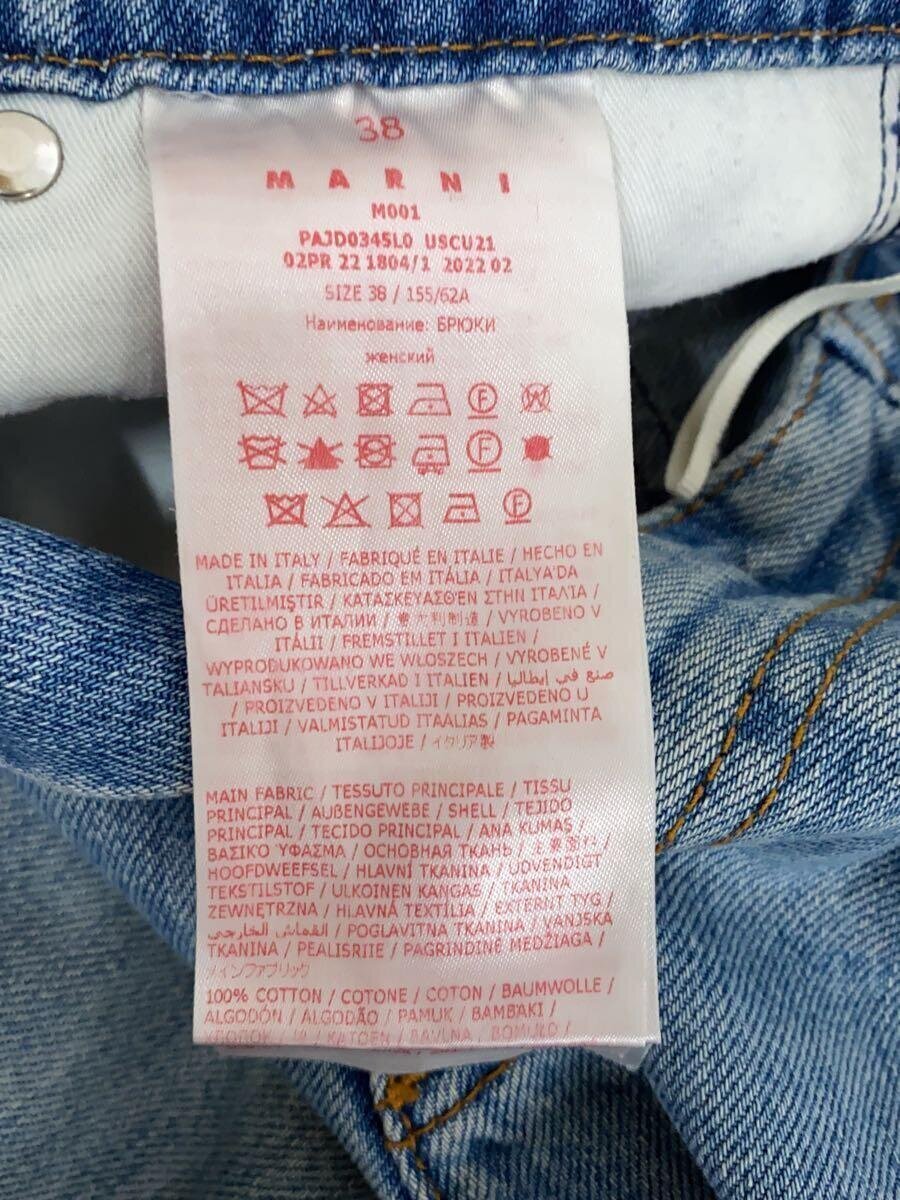 38
MARNI
M001
PAJD0345L0 USCU21
02PR 22 1804/1 2022 02
SIZE 38 / 155/62A
Наименование: БРЮКИ
женский
MADE IN ITALY / FABRIQUÉ EN ITALIE / HECHO EN
ITALIA / FABRICADO EM ITÁLIA / ITALYA'DA
ÜRETILMIŞTIR / ΚΑΤΑΣΚΕΥΑΣΘΕΝ ΣΤΗΝ ΙΤΑΛΊΑ /
СДЕЛАНО В ИТАЛИИ / 意大利制造 / VYROBENO V
ITÁLII / FREMSTILLET I ITALIEN /
WYPRODUKOWANO WE WLOSZECH / VYROBENÉ V
TALIANSKU / TILLVERKAD I ITALIEN / صنع في إيطاليا
/ PROIZVEDENO V ITALIJI / PROIZVEDENO U
ITALIJI / VALMISTATUD ITAALIAS / PAGAMINTA
ITALIJOJE / イタリア製
MAIN FABRIC / TESSUTO PRINCIPALE / TISSU
PRINCIPAL / AUßENGEWEBE / SHELL / TEJIDO
PRINCIPAL / TECIDO PRINCIPAL / ANA KUMAŞ /
ΒΑΣΙΚΌ ΎΦΑΣΜΑ / ОСНОВНАЯ ТКАНЬ / 主要面料 /
HOOFDWEEFSEL / HLAVNÍ TKANINA / UDVENDIGT
TEKSTILSTOF / ULKOINEN KANGAS / TKANINA
ZEWNĘTRZNA / HLAVNÁ TEXTÍLIA / EXTERNT TYG /
القماش الخارجي / POGLAVITNA TKANINA / VANJSKA
TKANINA / PEALISRIIE / PAGRINDINĖ MEDŽIAGA /
メインファブリック
100% COTTON / COTONE / COTON / BAUMWOLLE /
ALGODÓN / ALGODÃO / PAMUK / ΒΑΜΒΑΚΙ /
KATOEN / BAVLNA